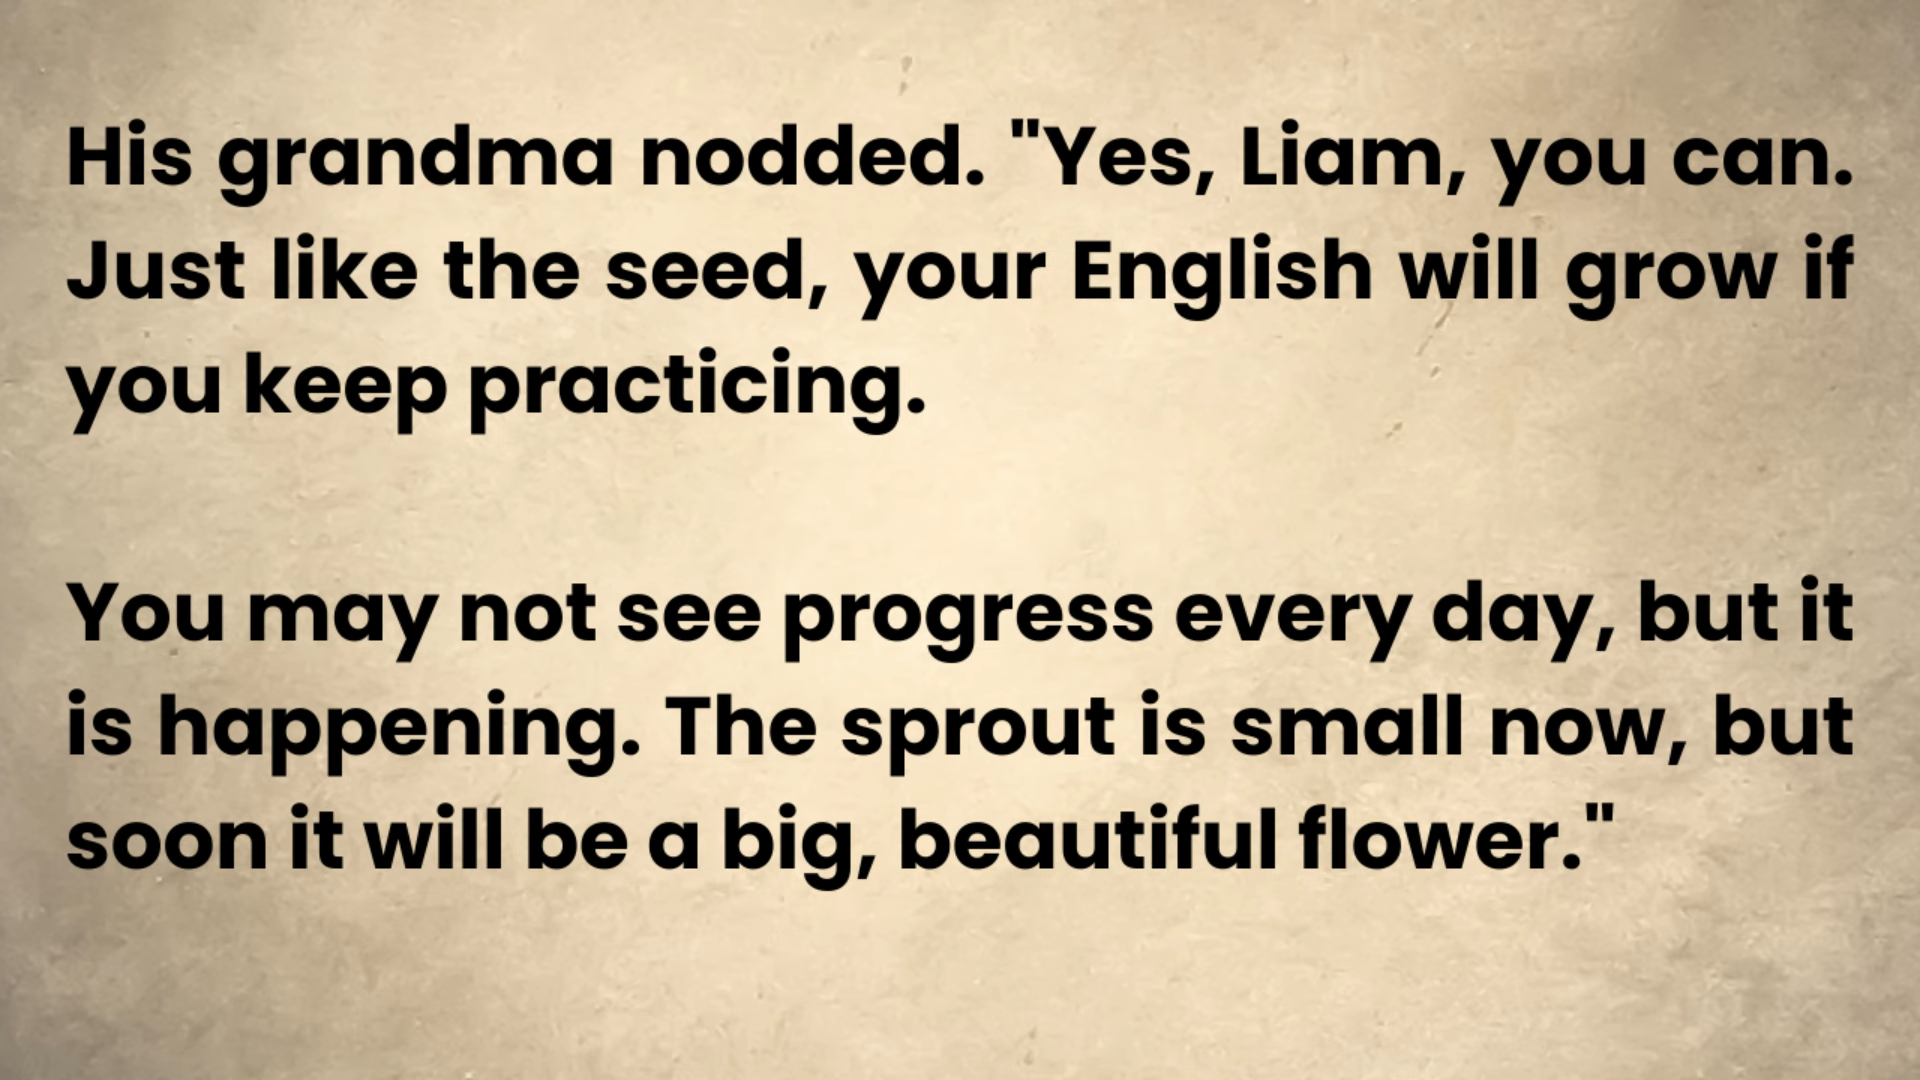 His grandma nodded. "Yes, Liam, you can.
Just like the seed, your English will grow if
you keep practicing.
You may not see progress every day, but it
is happening. The sprout is small now, but
soon it will be a big, beautiful flower."